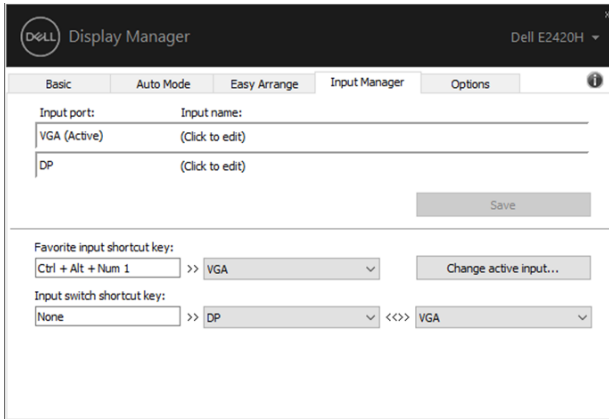 DELL Display Manager Dell E2420H
Basic Auto Mode Easy Arrange Input Manager Options
Input port: Input name:
VGA (Active) (Click to edit)
DP (Click to edit)
Save
Favorite input shortcut key:
Ctrl + Alt + Num 1 >> VGA Change active input...
Input switch shortcut key:
None >> DP <<>> VGA